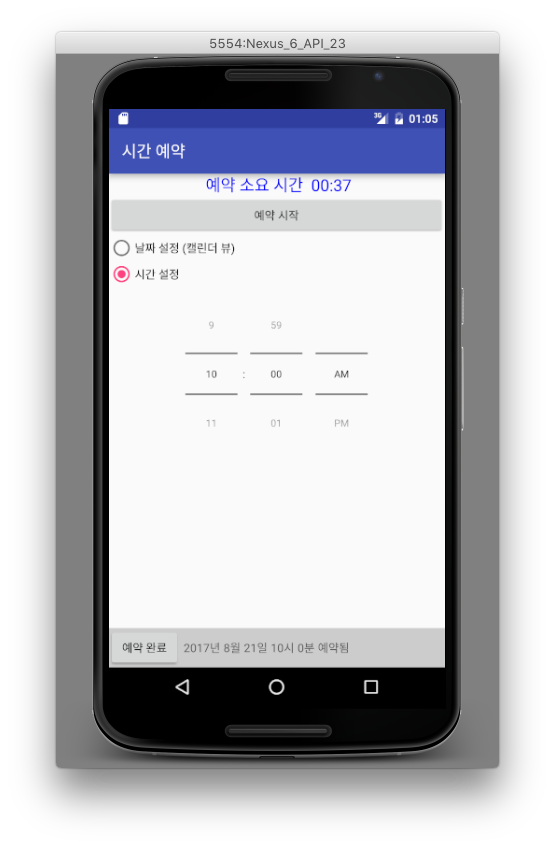 5554:Nexus_6_API_23
3G 01:05
시간 예약
예약 소요 시간 00:37
예약 시작
날짜 설정 (캘린더 뷰)
시간 설정
9 59
10 : 00 AM
11 01 PM
예약 완료 2017년 8월 21일 10시 0분 예약됨